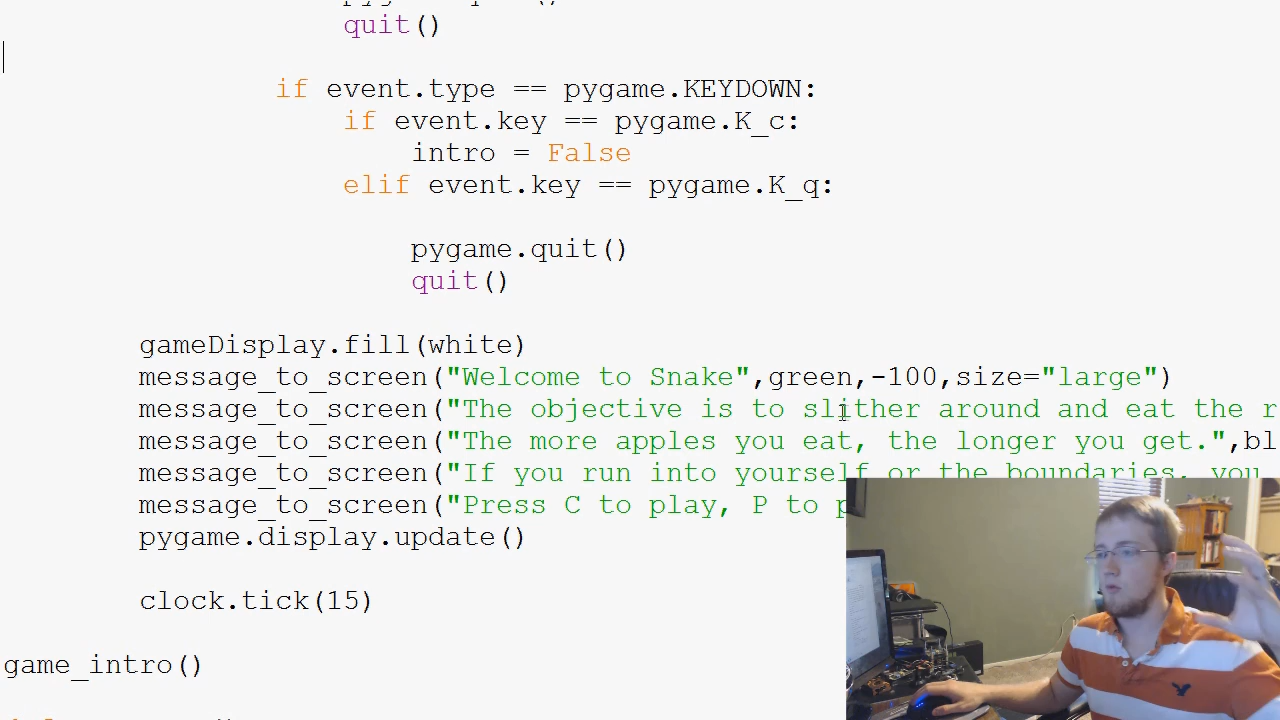 quit()
if event.type == pygame.KEYDOWN:
if event.key == pygame.K_c:
intro = False
elif event.key == pygame.K_q:
pygame.quit()
quit()
gameDisplay.fill(white)
message_to_screen("Welcome to Snake",green,-100,size="large")
message_to_screen("The objective is to slither around and eat the r
message_to_screen("The more apples you eat, the longer you get.",bl
message_to_screen("If you run into yourself or the boundaries, you
message_to_screen("Press C to play, P to p
pygame.display.update()
clock.tick(15)
game_intro()